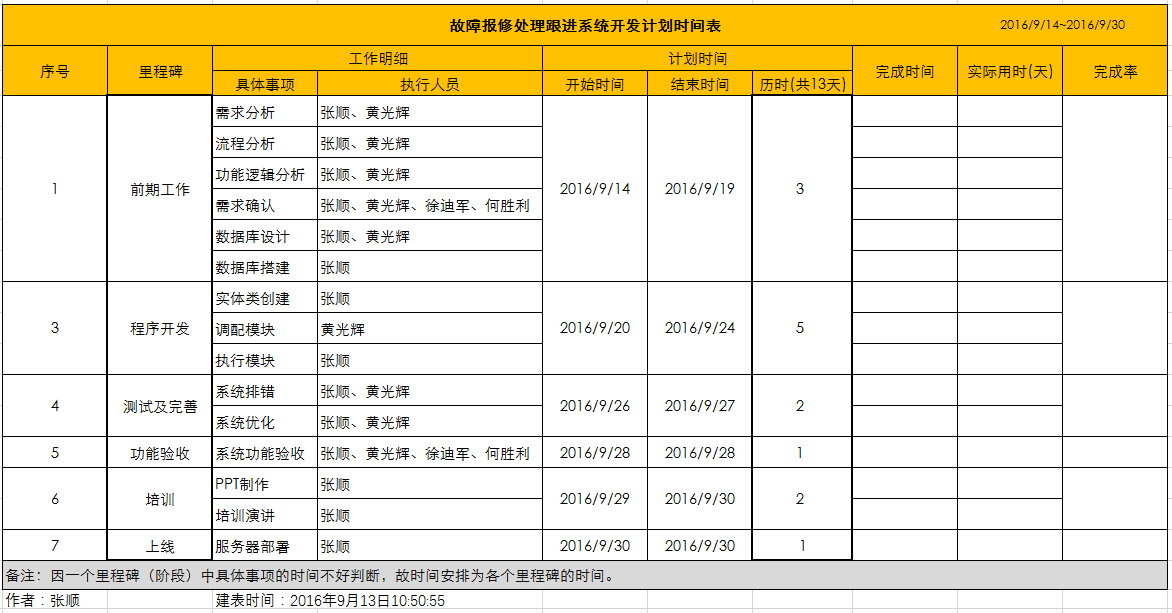 故障报修处理跟进系统开发计划时间表 2016/9/14~2016/9/30
序号 里程碑 工作明细 计划时间 完成时间 实际用时(天) 完成率
具体事项 执行人员 开始时间 结束时间 历时(共13天)
1 前期工作 需求分析 张顺、黄光辉 2016/9/14 2016/9/19 3
流程分析 张顺、黄光辉
功能逻辑分析 张顺、黄光辉
需求确认 张顺、黄光辉、徐迪军、何胜利
数据库设计 张顺、黄光辉
数据库搭建 张顺
3 程序开发 实体类创建 张顺 2016/9/20 2016/9/24 5
调配模块 黄光辉
执行模块 张顺
4 测试及完善 系统排错 张顺、黄光辉 2016/9/26 2016/9/27 2
系统优化 张顺、黄光辉
5 功能验收 系统功能验收 张顺、黄光辉、徐迪军、何胜利 2016/9/28 2016/9/28 1
6 培训 PPT制作 张顺 2016/9/29 2016/9/30 2
培训演讲 张顺
7 上线 服务器部署 张顺 2016/9/30 2016/9/30 1
备注：因一个里程碑（阶段）中具体事项的时间不好判断，故时间安排为各个里程碑的时间。
作者：张顺 建表时间：2016年9月13日10:50:55